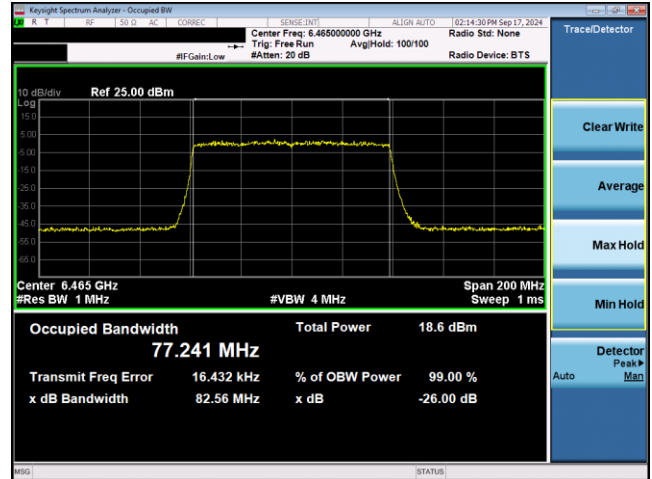 Keysight Spectrum Analyzer - Occupied BW
R T RF 50 Ω AC CORREC SENSE:INT ALIGN AUTO 02:14:30 PM Sep 17, 2024
Center Freq: 6.465000000 GHz Radio Std: None
Trig: Free Run Avg|Hold: 100/100
#IFGain:Low #Atten: 20 dB Radio Device: BTS
Trace/Detector
10 dB/div Ref 25.00 dBm
Log
15.0
5.00
-5.00
-15.0
-25.0
-35.0
-45.0
-55.0
-65.0
Center 6.465 GHz Span 200 MHz
#Res BW 1 MHz #VBW 4 MHz Sweep 1 ms
Occupied Bandwidth Total Power 18.6 dBm
77.241 MHz
Transmit Freq Error 16.432 kHz % of OBW Power 99.00 %
x dB Bandwidth 82.56 MHz x dB -26.00 dB
Clear Write
Average
Max Hold
Min Hold
Detector
Peak▶
Auto Man
MSG STATUS